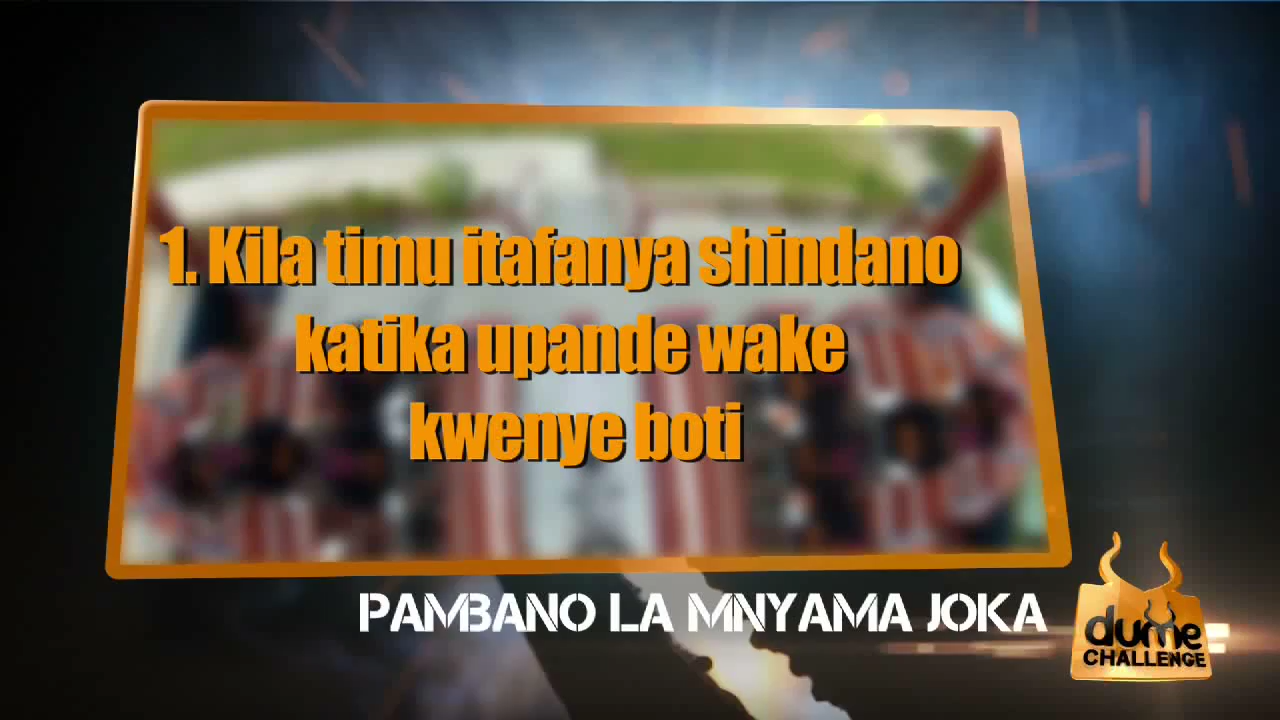 1. Kila timu itafanya shindano
katika upande wake
kwenye boti
PAMBANO LA MNYAMA JOKA
dume
CHALLENGE